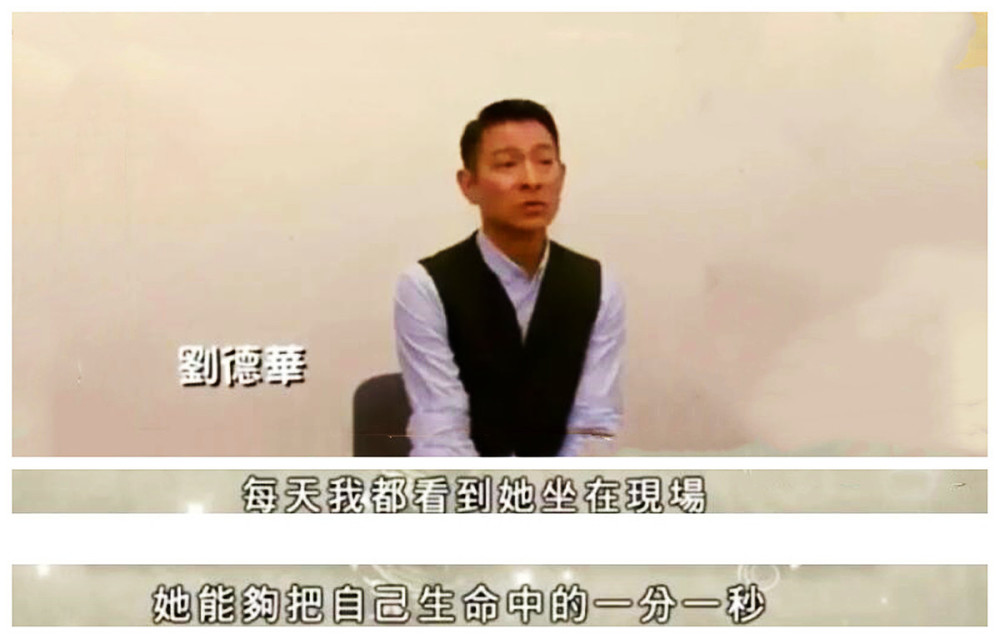 劉德華
每天我都看到她坐在現場
她能夠把自己生命中的一分一秒